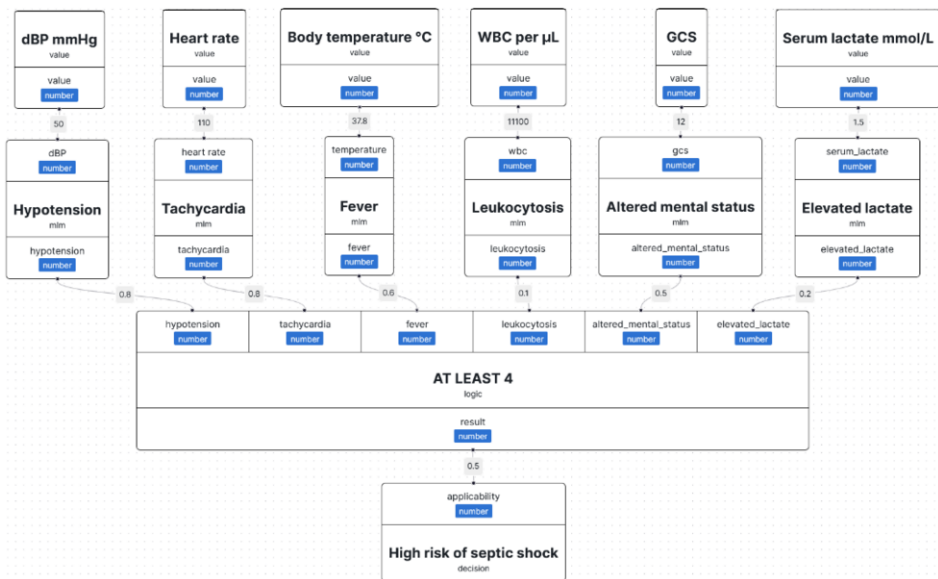 dBP mmHg
value
value
number
Heart rate
value
value
number
Body temperature °C
value
value
number
WBC per µL
value
value
number
GCS
value
value
number
Serum lactate mmol/L
value
value
number
50
110
37.8
11100
12
1.5
dBP
number
Hypotension
mlm
hypotension
number
heart rate
number
Tachycardia
mlm
tachycardia
number
temperature
number
Fever
mlm
fever
number
wbc
number
Leukocytosis
mlm
leukocytosis
number
gcs
number
Altered mental status
mlm
altered_mental_status
number
serum_lactate
number
Elevated lactate
mlm
elevated_lactate
number
0.8
0.8
0.6
0.1
0.5
0.2
hypotension
number
tachycardia
number
fever
number
leukocytosis
number
altered_mental_status
number
elevated_lactate
number
AT LEAST 4
logic
result
number
0.5
applicability
number
High risk of septic shock
decision